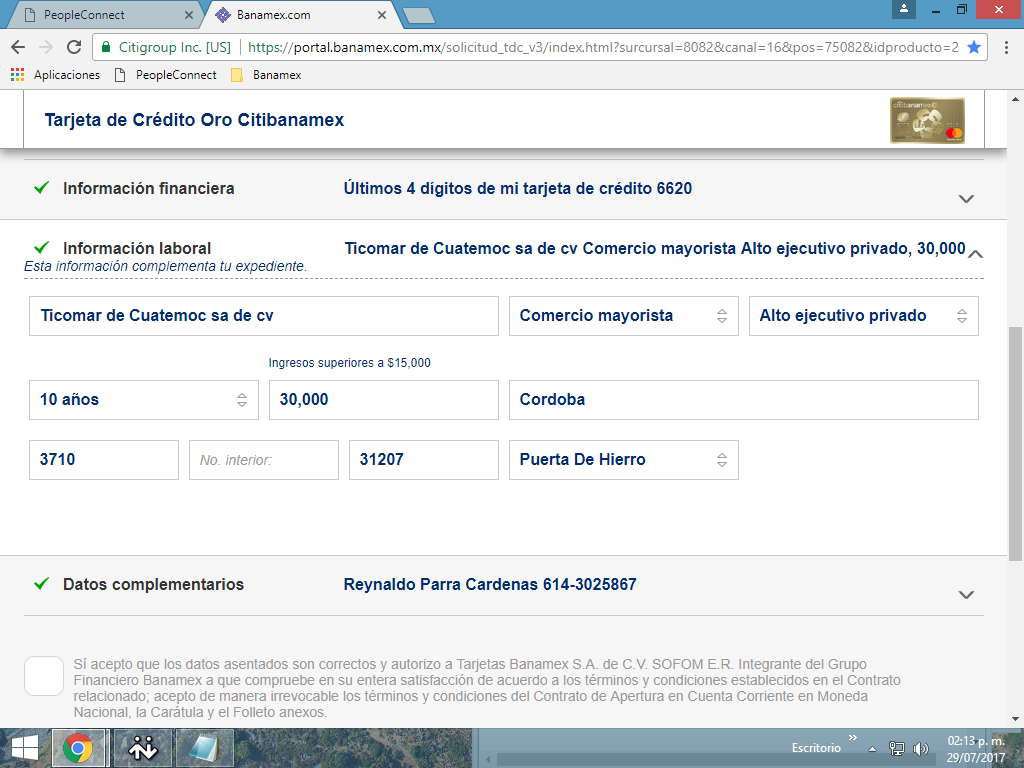 PeopleConnect
Banamex.com
Citigroup Inc. [US]
https://portal.banamex.com.mx/solicitud_tdc_v3/index.html?surcursal=8082&canal=16&pos=75082&idproducto=2
Aplicaciones
PeopleConnect
Banamex
Tarjeta de Crédito Oro Citibanamex
citibanamex
Información financiera
Últimos 4 dígitos de mi tarjeta de crédito 6620
Información laboral
Ticomar de Cuatemoc sa de cv Comercio mayorista Alto ejecutivo privado, 30,000
Esta información complementa tu expediente.
Ticomar de Cuatemoc sa de cv
Comercio mayorista
Alto ejecutivo privado
Ingresos superiores a $15,000
10 años
30,000
Cordoba
3710
No. interior:
31207
Puerta De Hierro
Datos complementarios
Reynaldo Parra Cardenas 614-3025867
Sí acepto que los datos asentados son correctos y autorizo a Tarjetas Banamex S.A. de C.V. SOFOM E.R. Integrante del Grupo
Financiero Banamex a que compruebe en su entera satisfacción de acuerdo a los términos y condiciones establecidos en el Contrato
relacionado; acepto de manera irrevocable los términos y condiciones del Contrato de Apertura en Cuenta Corriente en Moneda
Nacional, la Carátula y el Folleto anexos.
Escritorio
02:13 p. m.
29/07/2017